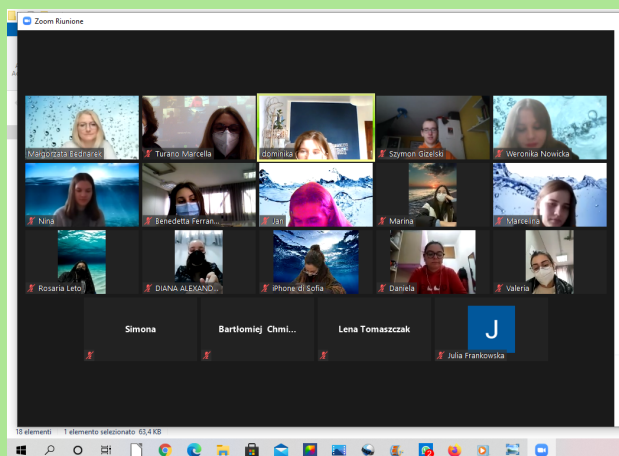 Zoom Riunione
Małgorzata Bednarek
Turano Marcella
dominika
Szymon Gizelski
Weronika Nowicka
Nina
Benedetta Ferran...
Jan
Marina
Marcelina
Rosaria Leto
DIANA ALEXAND...
iPhone di Sofia
Daniela
Valeria
Simona
Bartłomiej Chmi...
Lena Tomaszczak
J
Julia Frankowska
18 elementi 1 elemento selezionato 63,4 KB